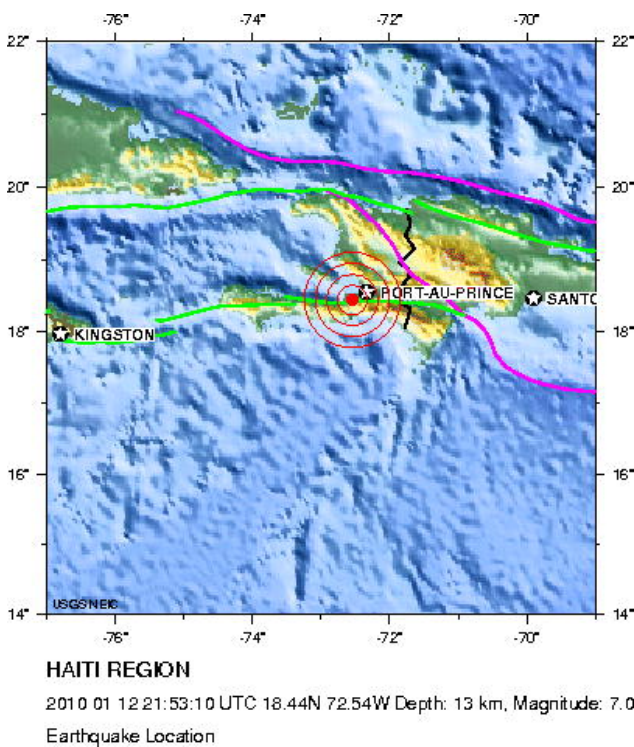 -76° -74° -72° -70°
22° 22°
20° 20°
PORT-AU-PRINCE
SANTO
18° KINGSTON 18°
16° 16°
14° USGS NEIC 14°
-76° -74° -72° -70°
HAITI REGION
2010 01 12 21:53:10 UTC 18.44N 72.54W Depth: 13 km, Magnitude: 7.0
Earthquake Location